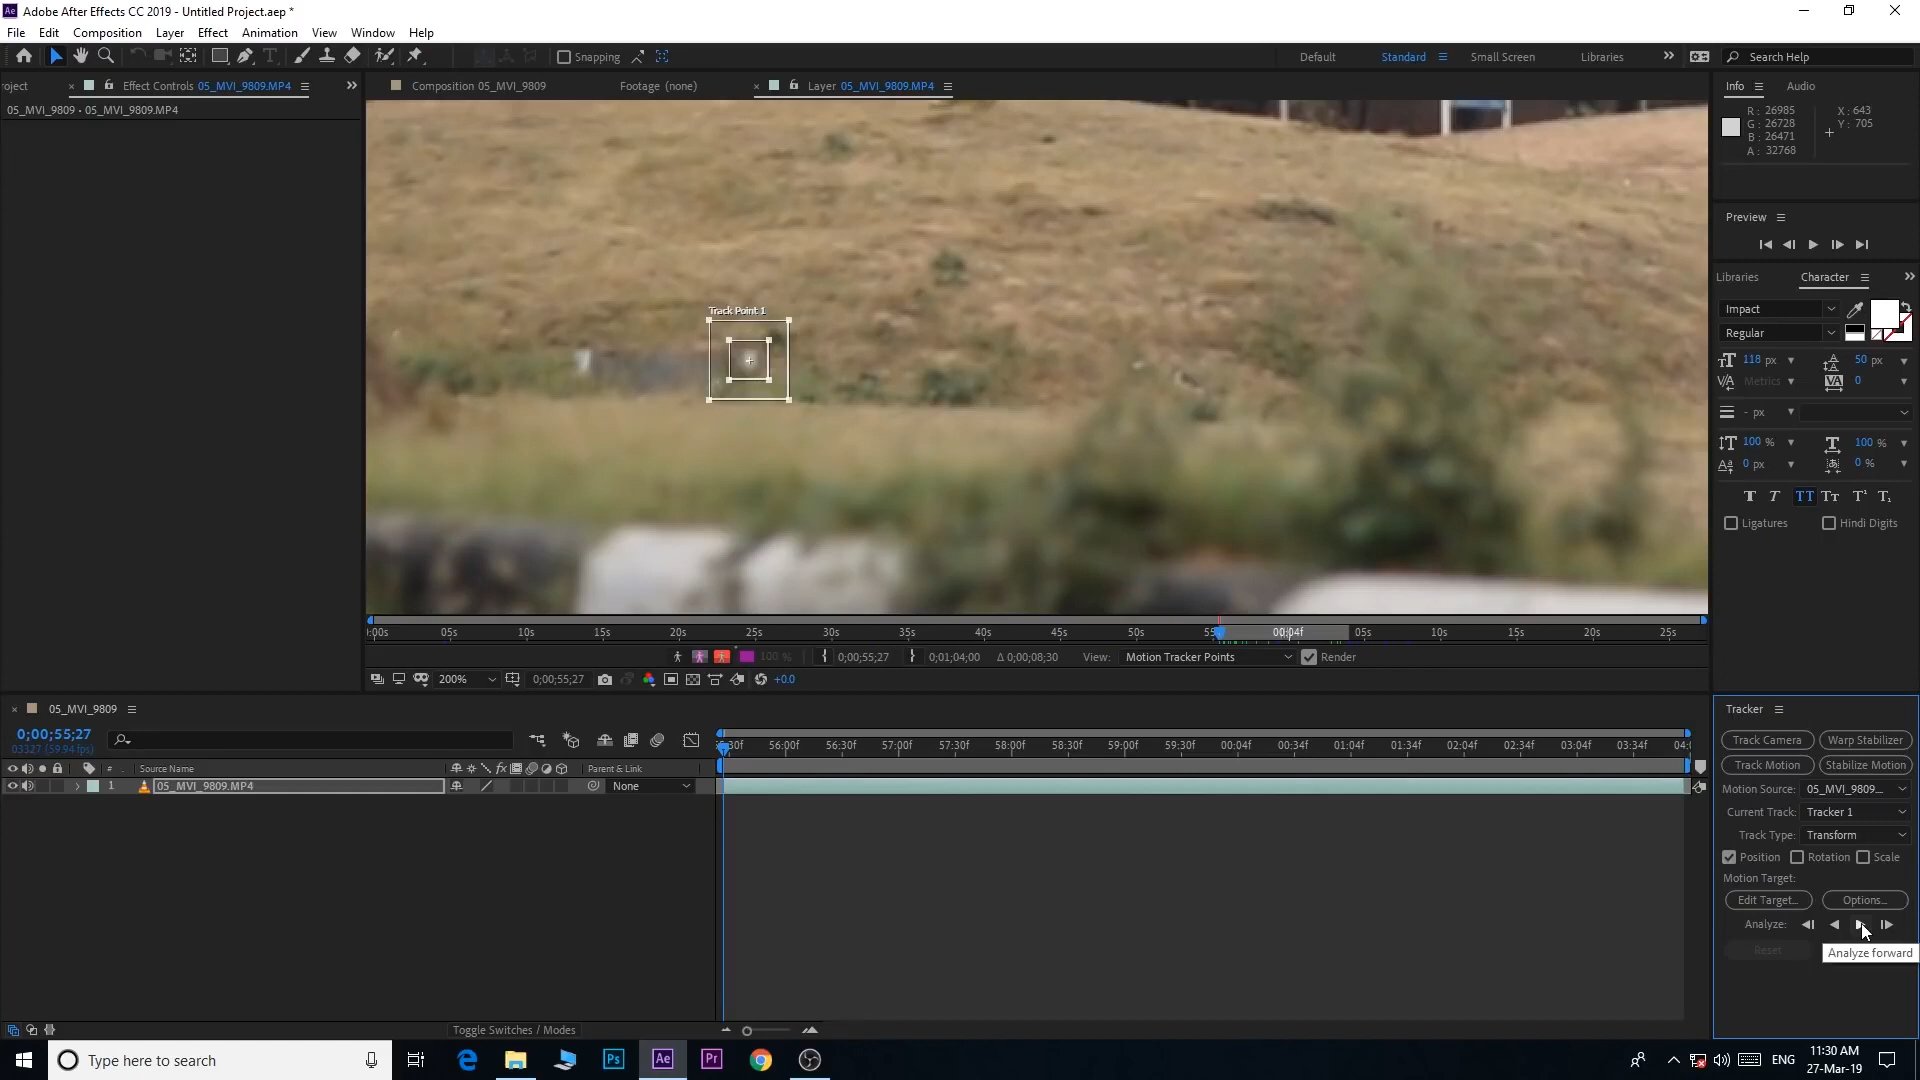 Adobe After Effects CC 2019 - Untitled Project.aep *
File Edit Composition Layer Effect Animation View Window Help
Snapping
Default Standard Small Screen Libraries Search Help
roject Effect Controls 05_MVI_9809.MP4
Composition 05_MVI_9809 Footage (none) Layer 05_MVI_9809.MP4
Info Audio
05_MVI_9809 • 05_MVI_9809.MP4
R: 26985
G: 26728
B: 26471
A: 32768
X: 643
Y: 705
Preview
Libraries Character
Impact
Regular
118 px 50 px
Metrics 0
- px
100 % 100 %
0 px 0 %
Ligatures Hindi Digits
Track Point 1
:00s 05s 10s 15s 20s 25s 30s 35s 40s 45s 50s 55s 00:04f 05s 10s 15s 20s 25s
100 % 0;00;55;27 0;01;04;00 Δ 0;00;08;30 View: Motion Tracker Points Render
200% 0;00;55;27 +0.0
05_MVI_9809
0;00;55;27
03327 (59.94 fps)
5:30f 56:00f 56:30f 57:00f 57:30f 58:00f 58:30f 59:00f 59:30f 00:04f 00:34f 01:04f 01:34f 02:04f 02:34f 03:04f 03:34f 04:0
# Source Name Parent & Link
1 05_MVI_9809.MP4 None
Toggle Switches / Modes
Tracker
Track Camera Warp Stabilizer
Track Motion Stabilize Motion
Motion Source: 05_MVI_9809...
Current Track: Tracker 1
Track Type: Transform
Position Rotation Scale
Motion Target:
Edit Target... Options...
Analyze:
Reset
Analyze forward
Type here to search
Ps Ae Pr
ENG
11:30 AM
27-Mar-19